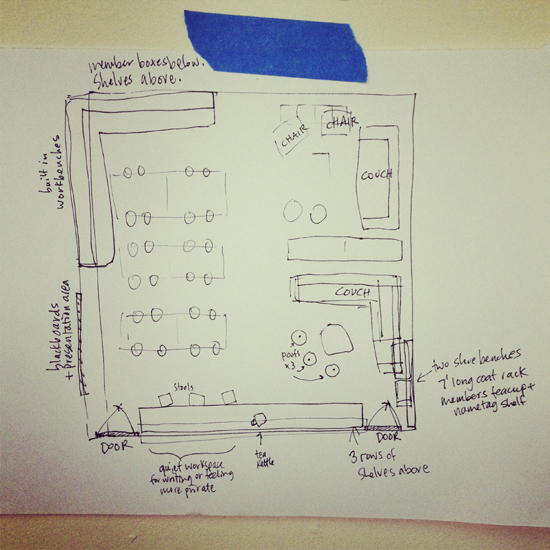 member boxes below.
Shelves above.
CHAIR
CHAIR
COUCH
built in
workbenches
COUCH
blackboards
+ presentation area
poufs
x3
two shoe benches
7' long coat rack
members teacup +
nametag shelf
Stools
DOOR
DOOR
quiet workspace
for writing or feeling
more private
tea
kettle
3 rows of
shelves above